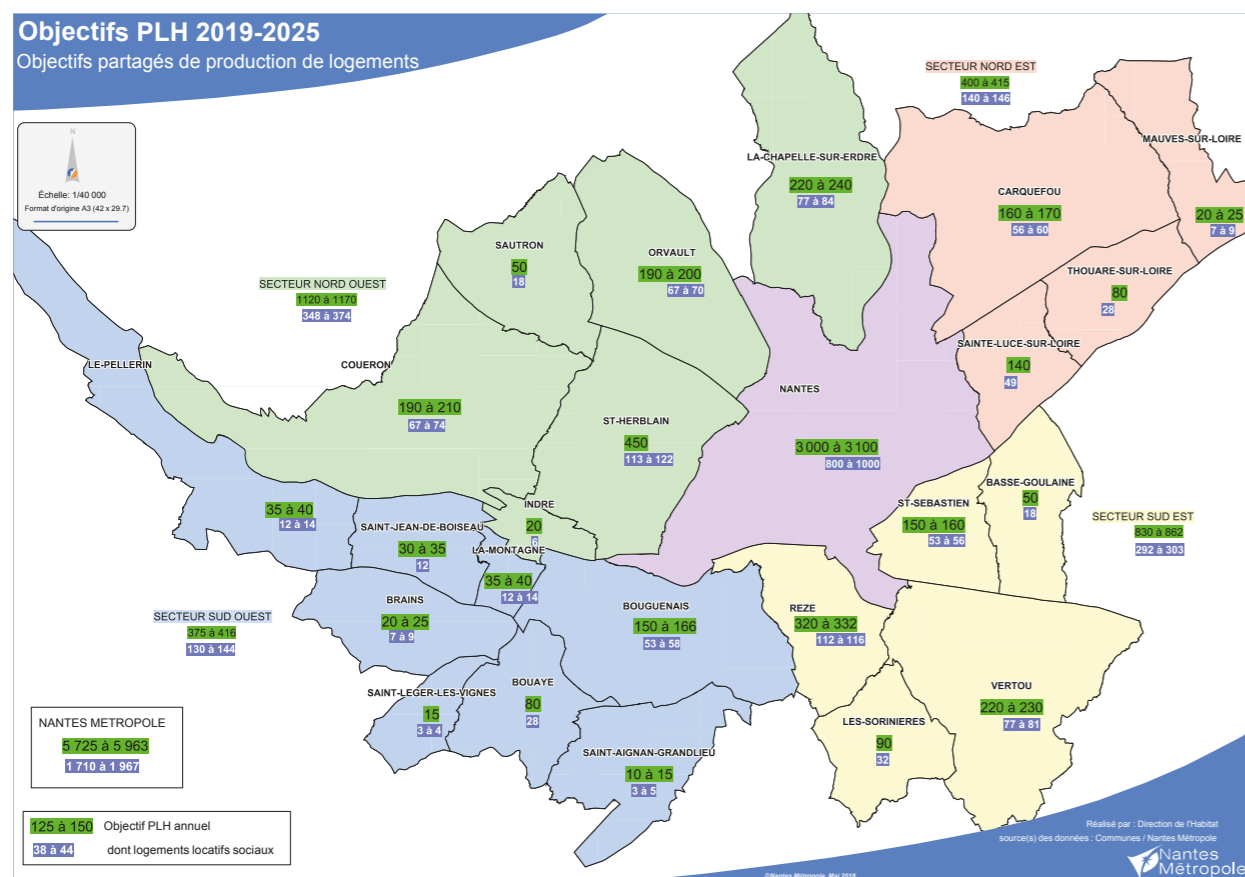 Objectifs PLH 2019-2025
Objectifs partagés de production de logements
N
Échelle: 1/40 000
Format d'origine A3 (42 x 29.7)
SECTEUR NORD EST
400 à 415
140 à 146
MAUVES-SUR-LOIRE
20 à 25
7 à 9
LA-CHAPELLE-SUR-ERDRE
220 à 240
77 à 84
CARQUEFOU
160 à 170
56 à 60
SAUTRON
50
18
ORVAULT
190 à 200
67 à 70
THOUARE-SUR-LOIRE
80
28
SECTEUR NORD OUEST
1120 à 1170
348 à 374
SAINTE-LUCE-SUR-LOIRE
140
49
LE-PELLERIN
35 à 40
12 à 14
COUERON
190 à 210
67 à 74
ST-HERBLAIN
450
113 à 122
NANTES
3 000 à 3 100
800 à 1000
BASSE-GOULAINE
50
18
ST-SEBASTIEN
150 à 160
53 à 56
SECTEUR SUD EST
830 à 862
292 à 303
INDRE
20
6
SAINT-JEAN-DE-BOISEAU
30 à 35
12
LA-MONTAGNE
35 à 40
12 à 14
BRAINS
20 à 25
7 à 9
BOUGUENAIS
150 à 166
53 à 58
REZE
320 à 332
112 à 116
SECTEUR SUD OUEST
375 à 416
130 à 144
SAINT-LEGER-LES-VIGNES
15
3 à 4
BOUAYE
80
28
VERTOU
220 à 230
77 à 81
LES-SORINIERES
90
32
SAINT-AIGNAN-GRANDLIEU
10 à 15
3 à 5
NANTES METROPOLE
5 725 à 5 963
1 710 à 1 967
125 à 150 Objectif PLH annuel
38 à 44 dont logements locatifs sociaux
Réalisé par : Direction de l'Habitat
source(s) des données : Communes / Nantes Métropole
©Nantes Métropole, Mai 2018
Nantes
Métropole